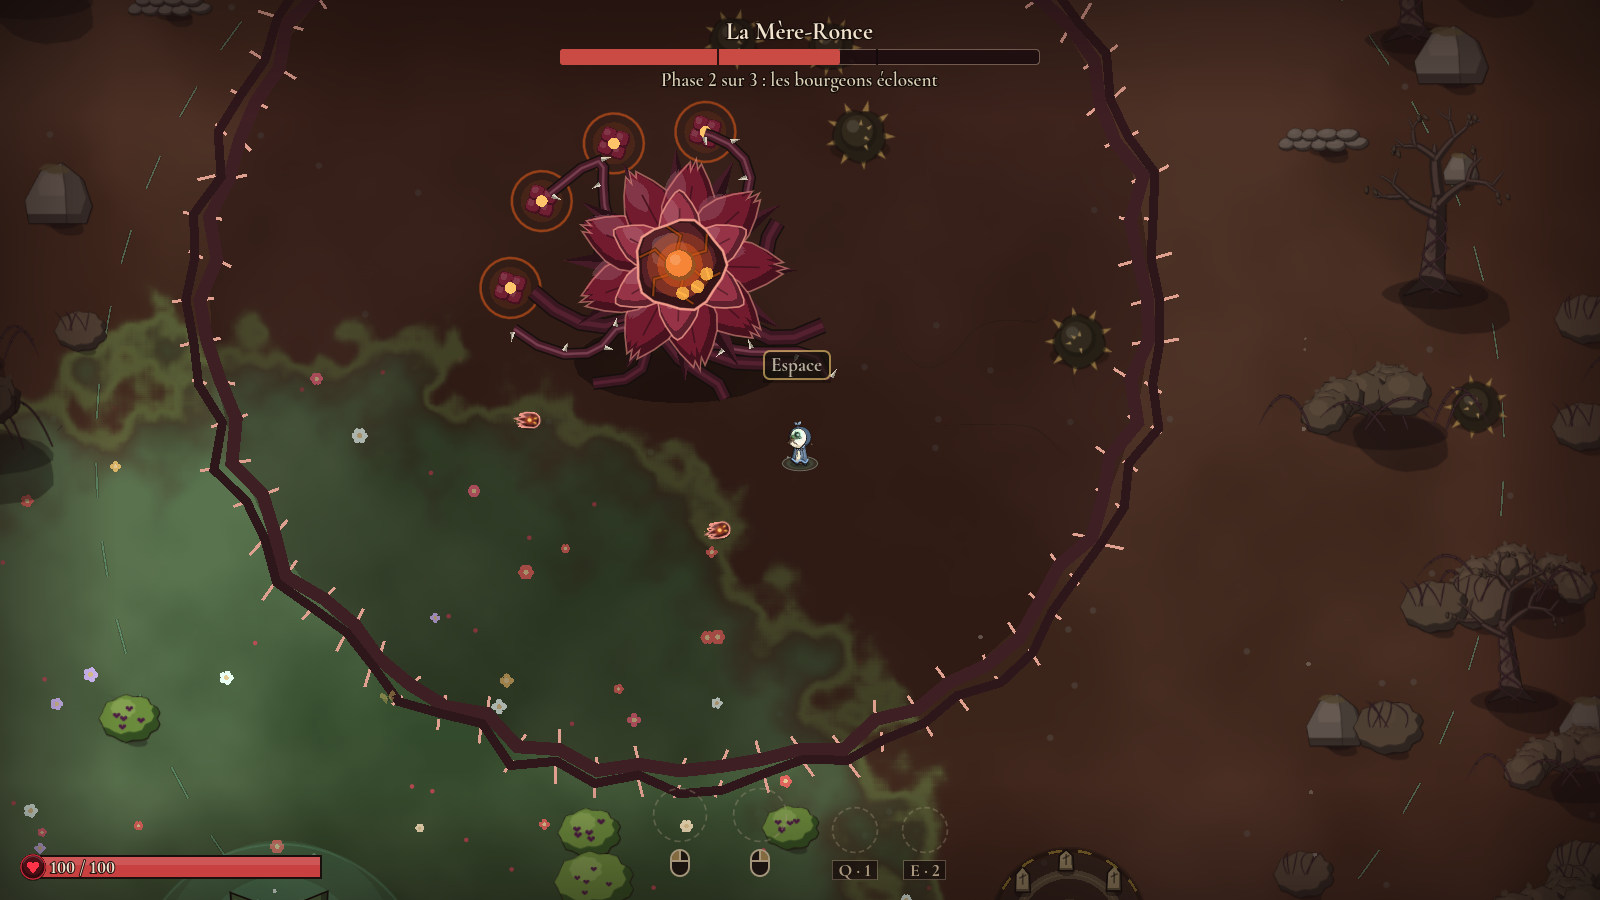 La Mère-Ronce
Phase 2 sur 3 : les bourgeons éclosent
Espace
100 / 100
Q · 1
E · 2